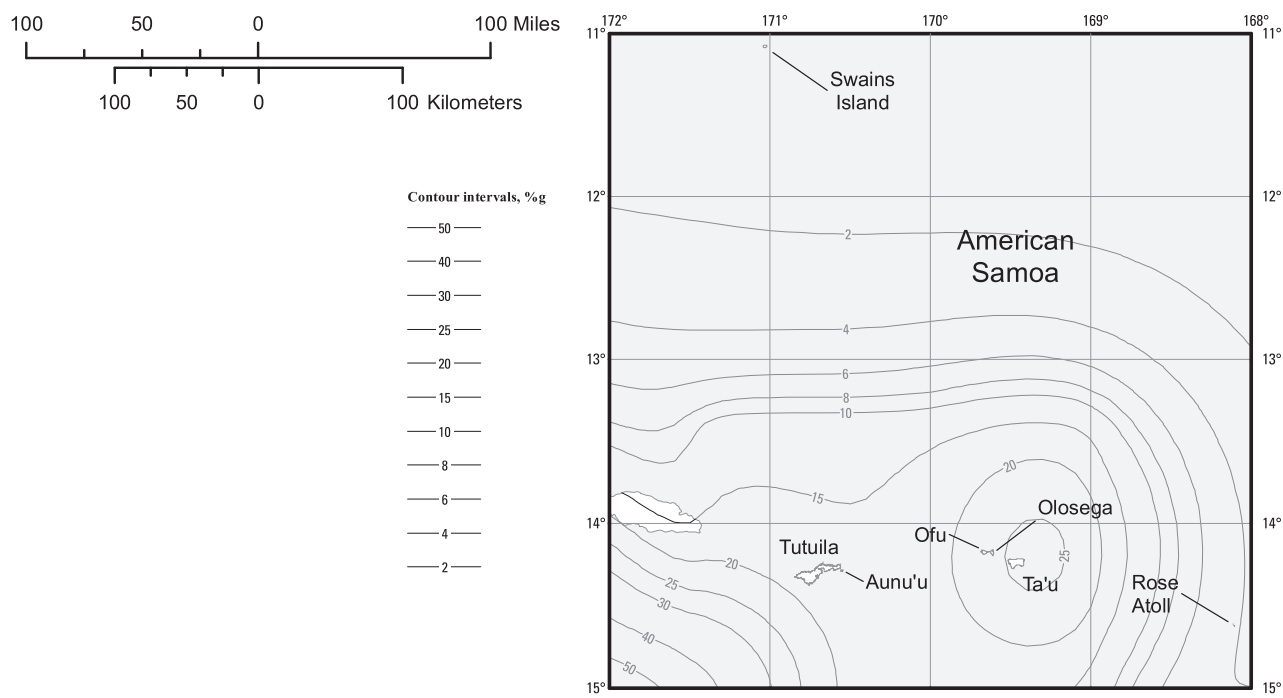 100 50 0 100 Miles
100 50 0 100 Kilometers
Contour intervals, %g
50
40
30
25
20
15
10
8
6
4
2
172° 171° 170° 169° 168°
11° 11°
Swains
Island
12° 12°
2
American
Samoa
4
13° 13°
6
8
10
20
15
Olosega
14° 14°
Ofu
Tutuila
25
20
Aunu'u
Ta'u
Rose
Atoll
25
30
40
50
15° 15°